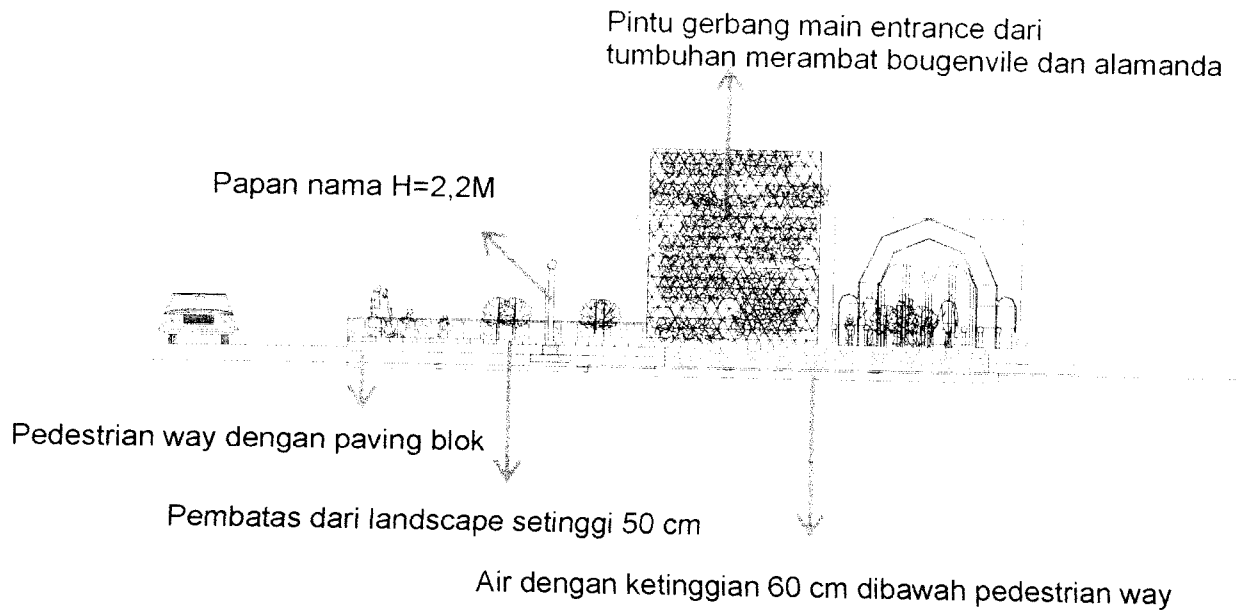 Pintu gerbang main entrance dari
tumbuhan merambat bougenvile dan alamanda
Papan nama H=2,2M
Pedestrian way dengan paving blok
Pembatas dari landscape setinggi 50 cm
Air dengan ketinggian 60 cm dibawah pedestrian way